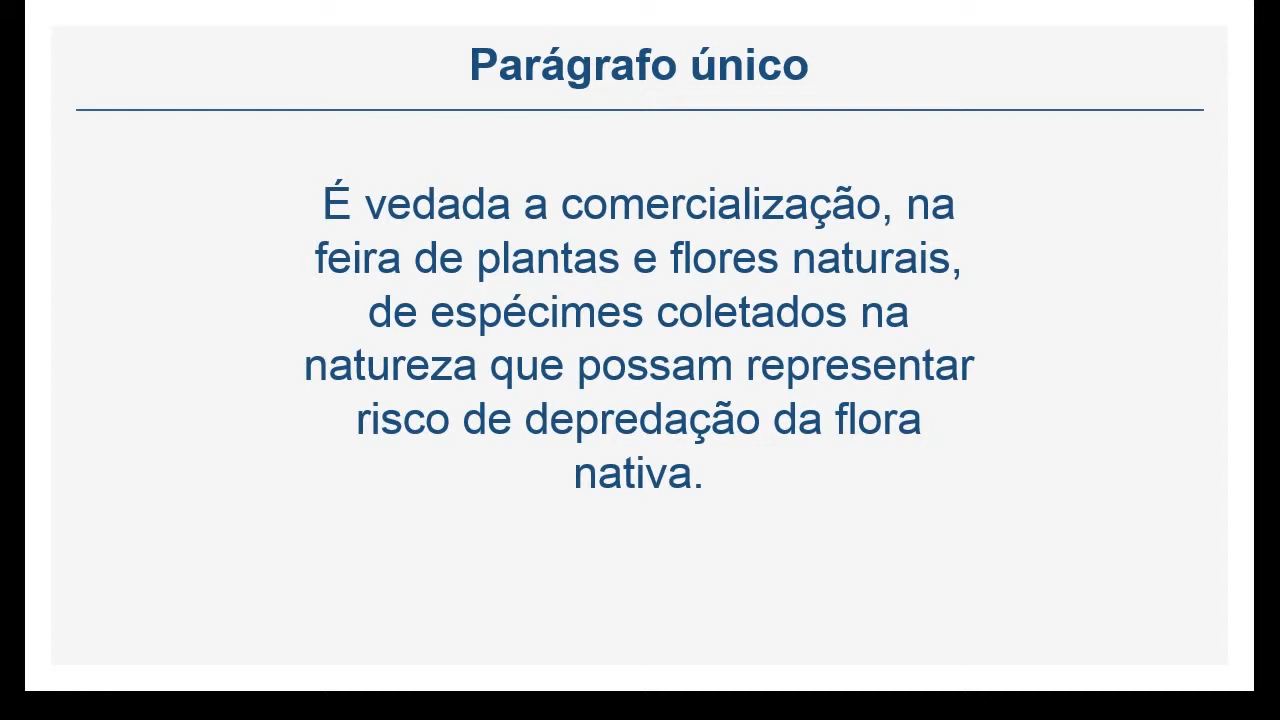 Parágrafo único
É vedada a comercialização, na
feira de plantas e flores naturais,
de espécimes coletados na
natureza que possam representar
risco de depredação da flora
nativa.